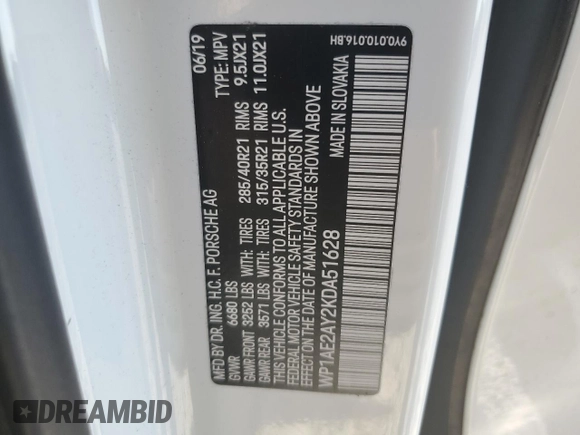 MFD BY DR. ING. H.C. F. PORSCHE AG 06/19
GVWR 6680 LBS TYPE: MPV
GAWR FRONT 3252 LBS WITH: TIRES 285/40R21 RIMS 9.5JX21
GAWR REAR 3571 LBS WITH: TIRES 315/35R21 RIMS 11.0JX21
THIS VEHICLE CONFORMS TO ALL APPLICABLE U.S.
FEDERAL MOTOR VEHICLE SAFETY STANDARDS IN
EFFECT ON THE DATE OF MANUFACTURE SHOWN ABOVE
WP1AE2AY2KDA51628 MADE IN SLOVAKIA
9Y0.010.016.BH
DREAMBID